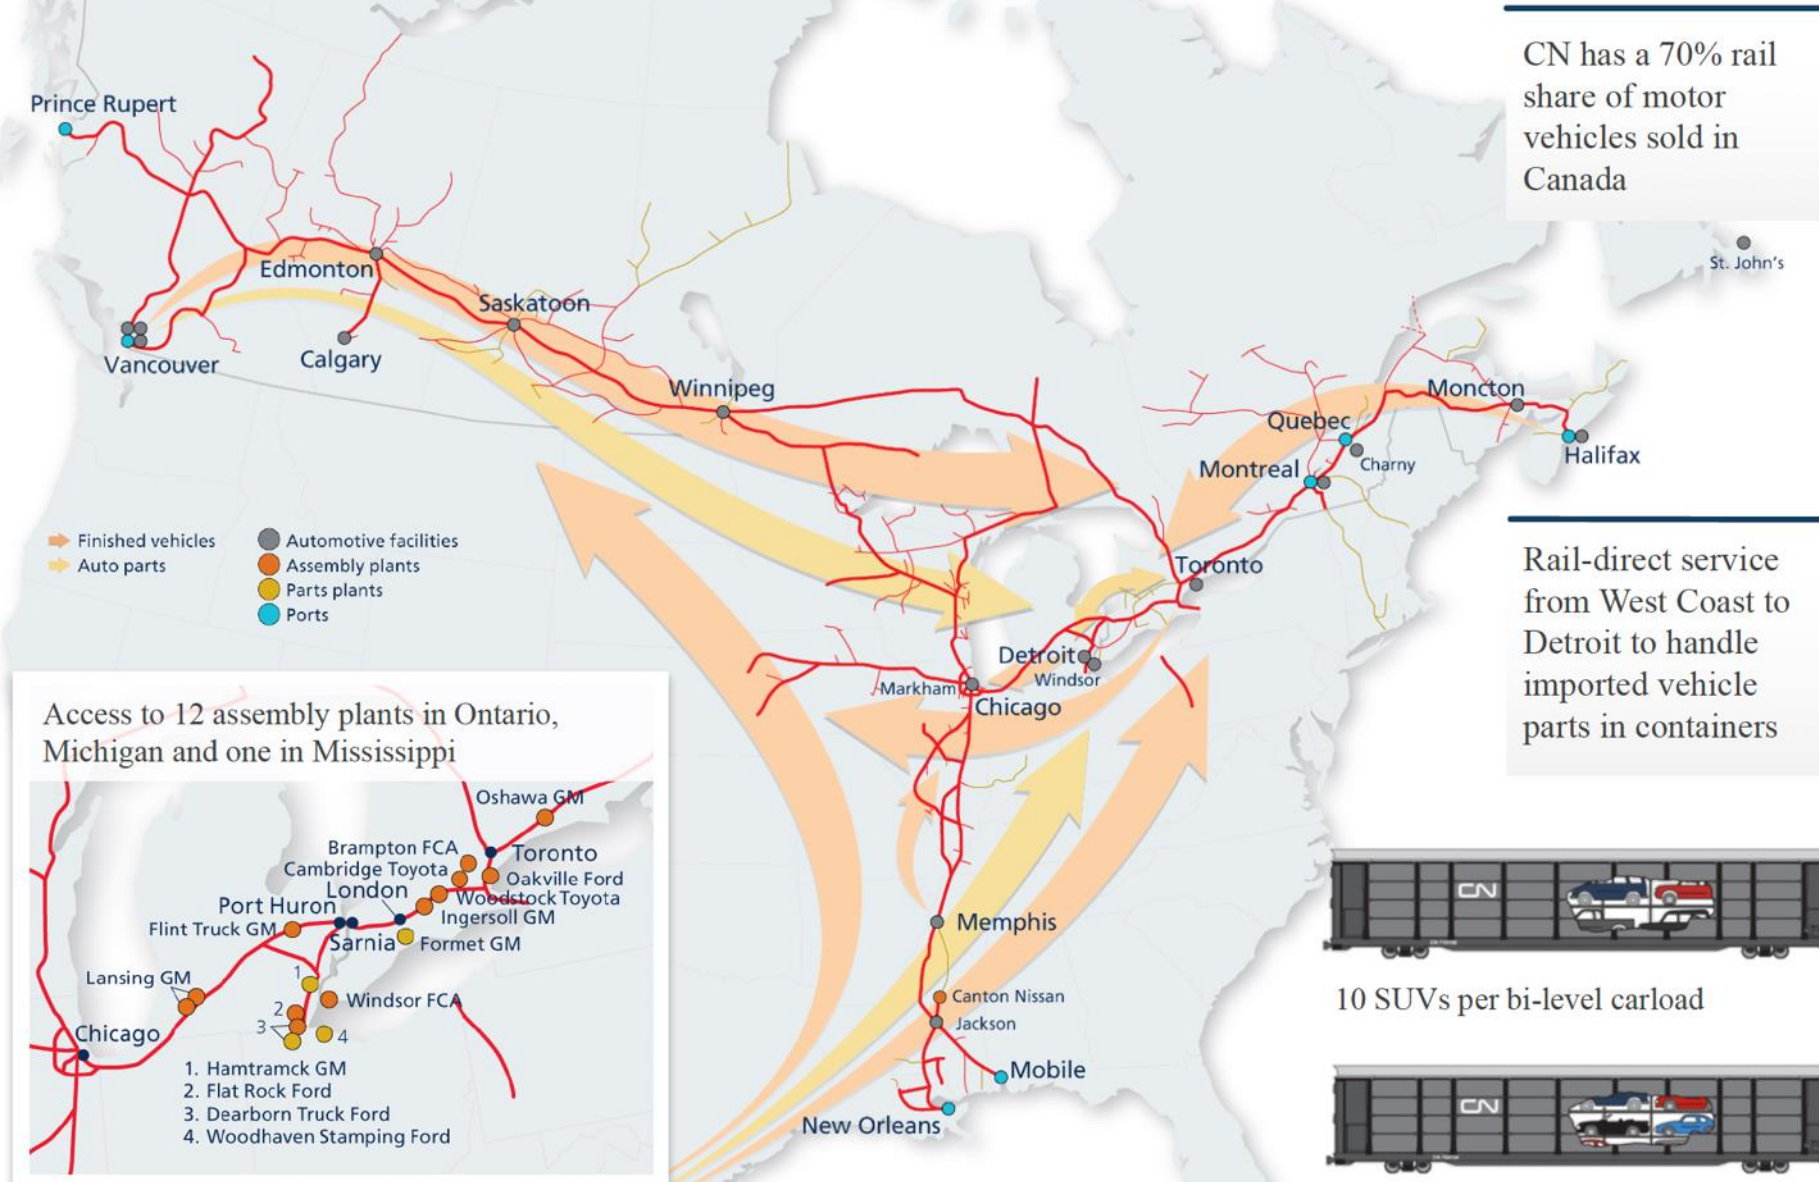 CN has a 70% rail
share of motor
vehicles sold in
Canada
Prince Rupert
St. John's
Edmonton
Saskatoon
Vancouver
Calgary
Winnipeg
Moncton
Quebec
Halifax
Charny
Montreal
Finished vehicles
Auto parts
Automotive facilities
Assembly plants
Parts plants
Ports
Rail-direct service
from West Coast to
Detroit to handle
imported vehicle
parts in containers
Toronto
Detroit
Windsor
Markham
Chicago
Memphis
Canton Nissan
Jackson
Mobile
New Orleans
Access to 12 assembly plants in Ontario,
Michigan and one in Mississippi
Oshawa GM
Brampton FCA
Toronto
Cambridge Toyota
Oakville Ford
London
Woodstock Toyota
Port Huron
Ingersoll GM
Flint Truck GM
Sarnia
Formet GM
Lansing GM
1
Windsor FCA
2
3
4
Chicago
1. Hamtramck GM
2. Flat Rock Ford
3. Dearborn Truck Ford
4. Woodhaven Stamping Ford
CN
10 SUVs per bi-level carload
CN